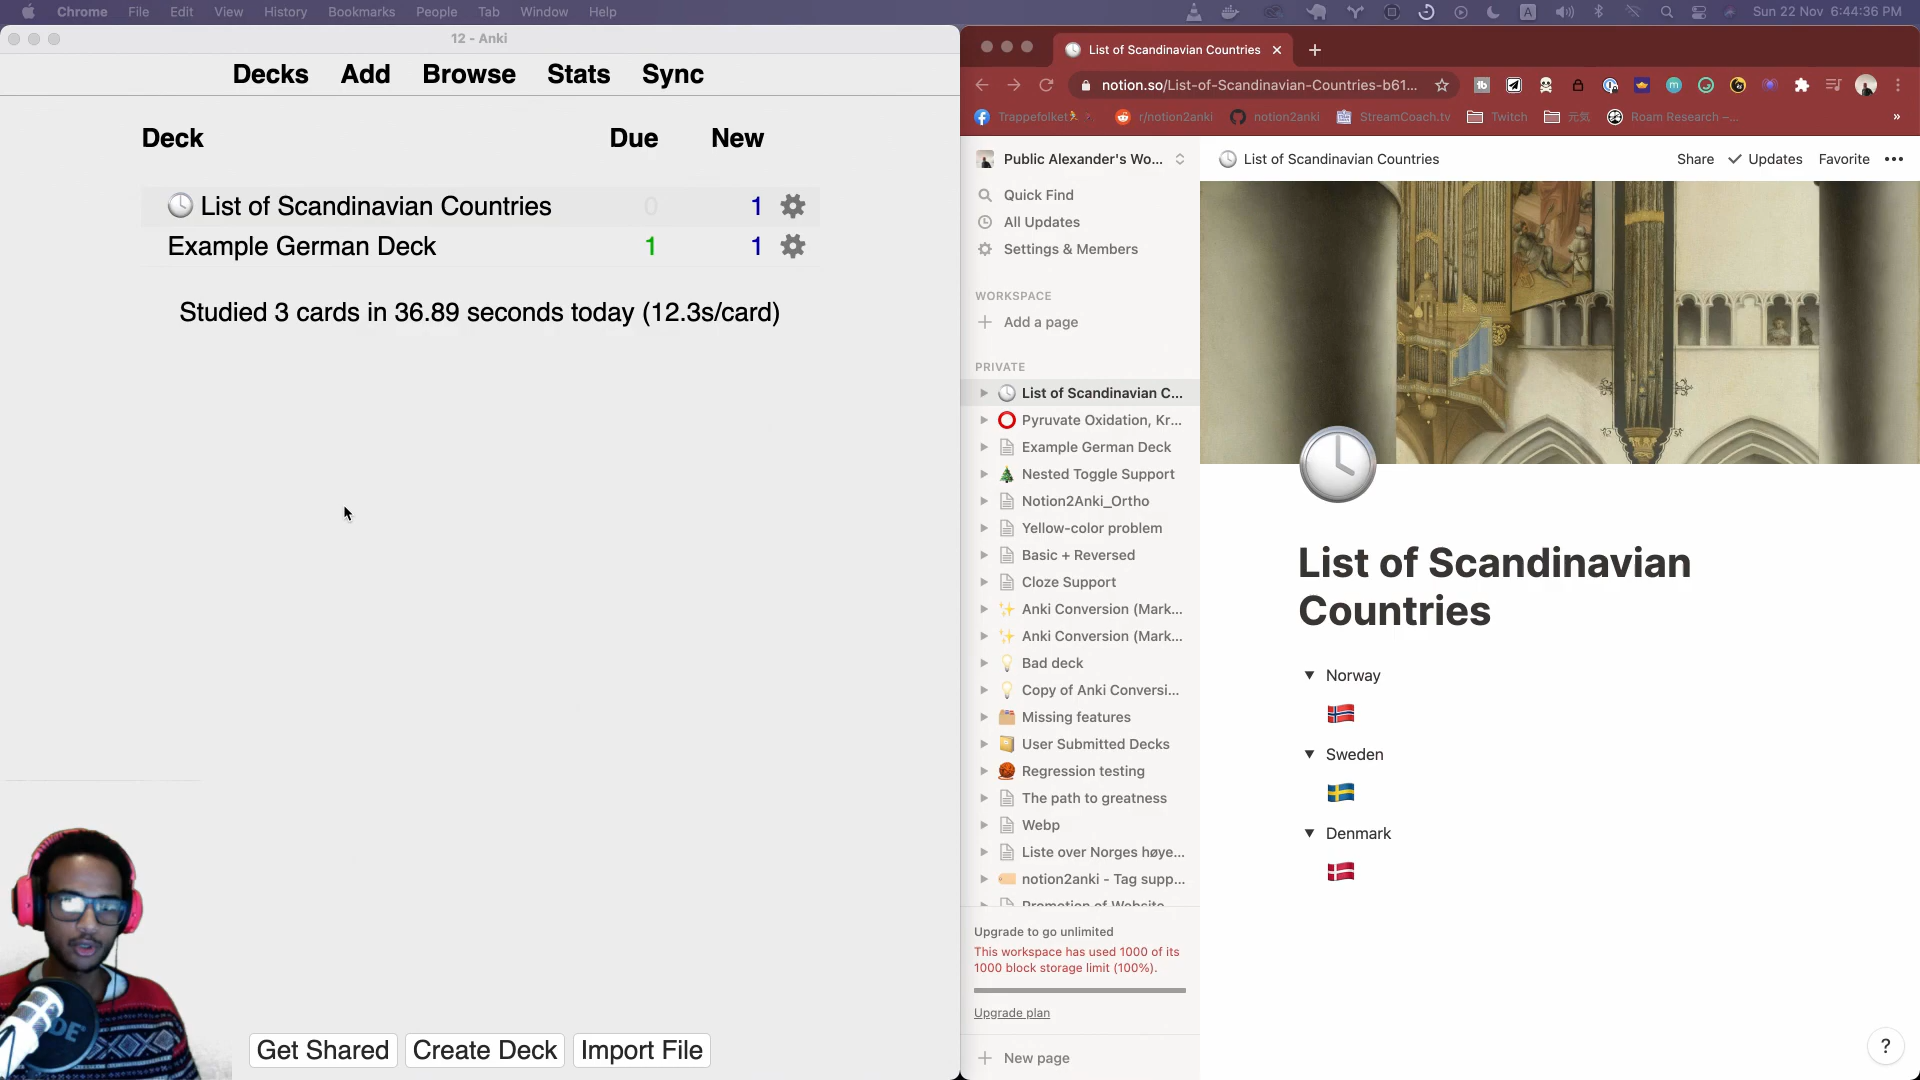 Chrome File Edit View History Bookmarks People Tab Window Help
A
Sun 22 Nov 6:44:36 PM
12 - Anki
Decks Add Browse Stats Sync
Deck Due New
List of Scandinavian Countries 0 1
Example German Deck 1 1
Studied 3 cards in 36.89 seconds today (12.3s/card)
Get Shared Create Deck Import File
List of Scandinavian Countries
notion.so/List-of-Scandinavian-Countries-b61...
Trappefolket r/notion2anki notion2anki StreamCoach.tv Twitch 元気 Roam Research –... »
Public Alexander's Wo...
Quick Find
All Updates
Settings & Members
WORKSPACE
Add a page
PRIVATE
List of Scandinavian C...
Pyruvate Oxidation, Kr...
Example German Deck
Nested Toggle Support
Notion2Anki_Ortho
Yellow-color problem
Basic + Reversed
Cloze Support
Anki Conversion (Mark...
Anki Conversion (Mark...
Bad deck
Copy of Anki Conversi...
Missing features
User Submitted Decks
Regression testing
The path to greatness
Webp
Liste over Norges høye...
notion2anki - Tag supp...
Promotion of Website
Upgrade to go unlimited
This workspace has used 1000 of its
1000 block storage limit (100%).
Upgrade plan
New page
List of Scandinavian Countries
Share Updates Favorite
List of Scandinavian
Countries
Norway
Sweden
Denmark
?